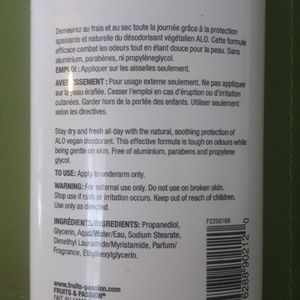 Demeurez au frais et au sec toute la journée grâce à la protection
apaisante et naturelle du désodorisant végétalien ALO. Cette formule
efficace combat les odeurs tout en étant douce pour la peau. Sans
aluminium, parabènes, ni propylèneglycol.
EMPLOI : Appliquer sur les aisselles seulement.
AVERTISSEMENT : Pour usage externe seulement. Ne pas appliquer
sur la peau éraflée. Cesser l'emploi en cas d'éruption ou d'irritation
cutanées. Garder hors de la portée des enfants. Utiliser seulement
selon les directives.
Stay dry and fresh all day with the natural, soothing protection of
ALO vegan deodorant. This effective formula is tough on odours while
being gentle on skin. Free of aluminium, parabens and propylene
glycol.
TO USE: Apply to underarm only.
WARNING: For external use only. Do not use on broken skin.
Stop use if rash or irritation occurs. Keep out of reach of children.
Use only as directed.
INGRÉDIENTS/INGREDIENTS: Propanediol,
Glycerin, Aqua/Water/Eau, Sodium Stearate,
Dimethyl Lauramide/Myristamide, Parfum/
Fragrance, Ethylhexylglycerin.
F2250169
www.fruits-passion.com
FRUITS & PASSION®
FAIT AU
76286 90212 0